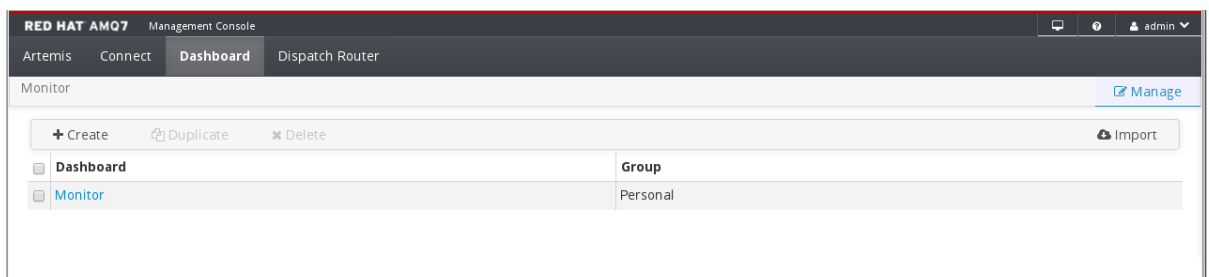 RED HAT AMQ7 Management Console admin
Artemis Connect Dashboard Dispatch Router
Monitor Manage
Create Duplicate Delete Import
Dashboard Group
Monitor Personal